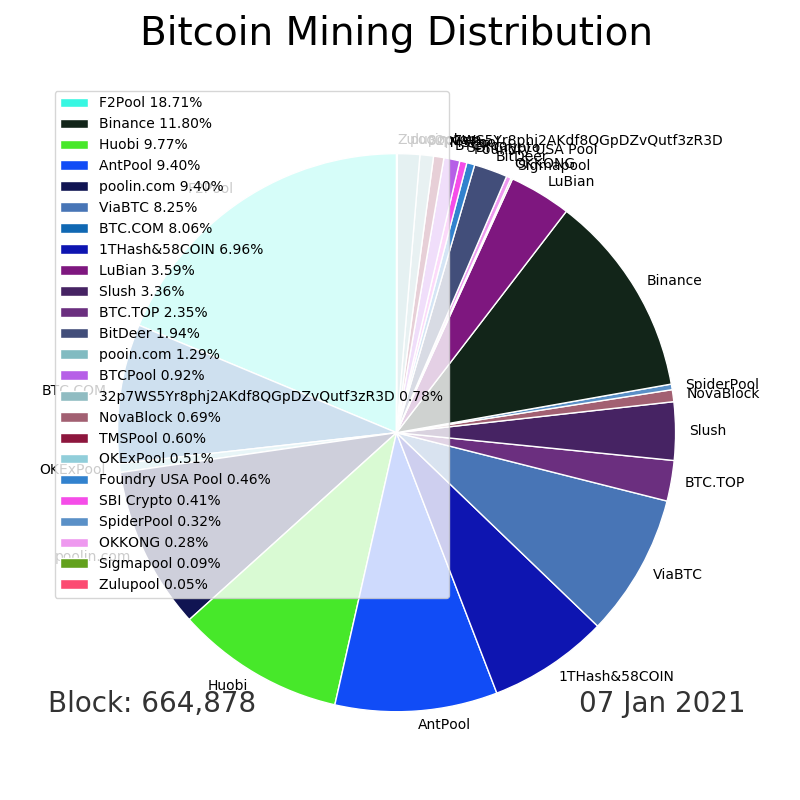 Bitcoin Mining Distribution
F2Pool 18.71%
Binance 11.80%
Huobi 9.77%
AntPool 9.40%
poolin.com 9.40%
ViaBTC 8.25%
BTC.COM 8.06%
1THash&58COIN 6.96%
LuBian 3.59%
Slush 3.36%
BTC.TOP 2.35%
BitDeer 1.94%
pooin.com 1.29%
BTCPool 0.92%
32p7WS5Yr8phj2AKdf8QGpDZvQutf3zR3D 0.78%
NovaBlock 0.69%
TMSPool 0.60%
OKExPool 0.51%
Foundry USA Pool 0.46%
SBI Crypto 0.41%
SpiderPool 0.32%
OKKONG 0.28%
Sigmapool 0.09%
Zulupool 0.05%
32p7WS5Yr8phj2AKdf8QGpDZvQutf3zR3D
Foundry USA Pool
BitDeer
OKKONG
Sigmapool
LuBian
Binance
SpiderPool
NovaBlock
Slush
BTC.TOP
ViaBTC
1THash&58COIN
AntPool
Huobi
poolin.com
OKExPool
BTC.COM
Block: 664,878
07 Jan 2021